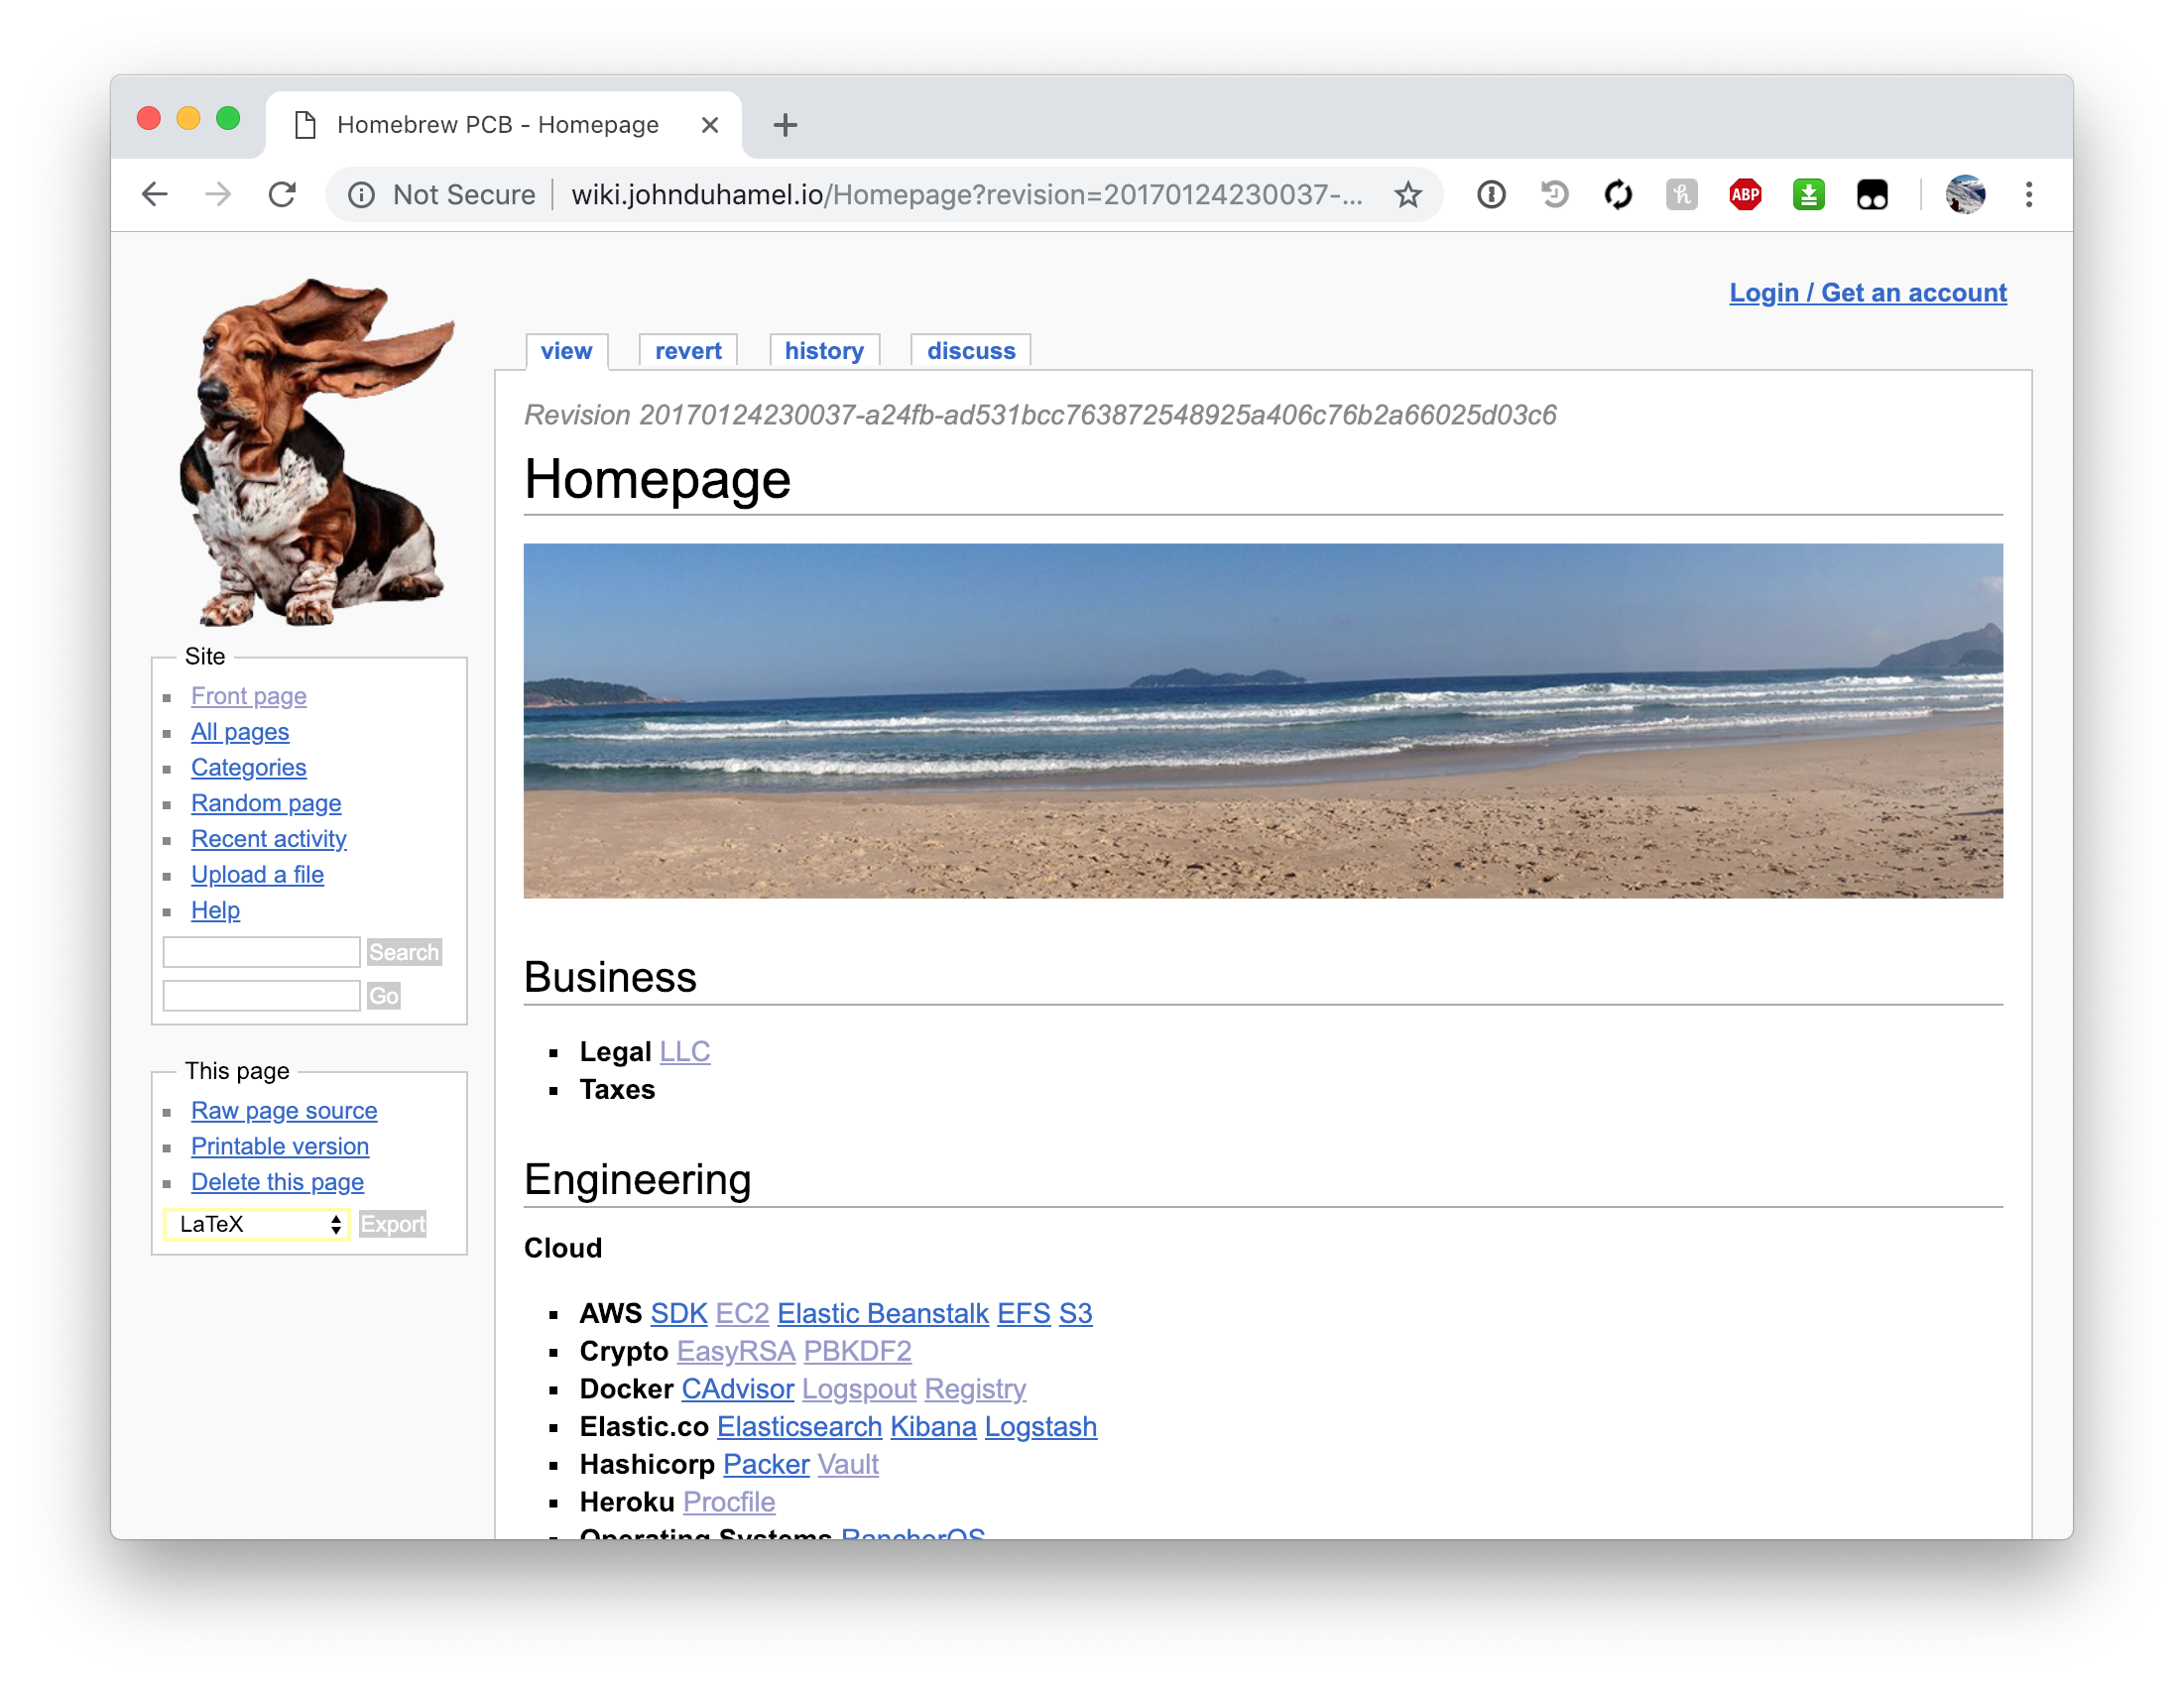 Homebrew PCB - Homepage
Not Secure wiki.johnduhamel.io/Homepage?revision=20170124230037-...
ABP
Login / Get an account
view revert history discuss
Revision 20170124230037-a24fb-ad531bcc763872548925a406c76b2a66025d03c6
Homepage
Site
Front page
All pages
Categories
Random page
Recent activity
Upload a file
Help
Search
Go
This page
Raw page source
Printable version
Delete this page
LaTeX Export
Business
Legal LLC
Taxes
Engineering
Cloud
AWS SDK EC2 Elastic Beanstalk EFS S3
Crypto EasyRSA PBKDF2
Docker CAdvisor Logspout Registry
Elastic.co Elasticsearch Kibana Logstash
Hashicorp Packer Vault
Heroku Procfile
Operating Systems RancherOS